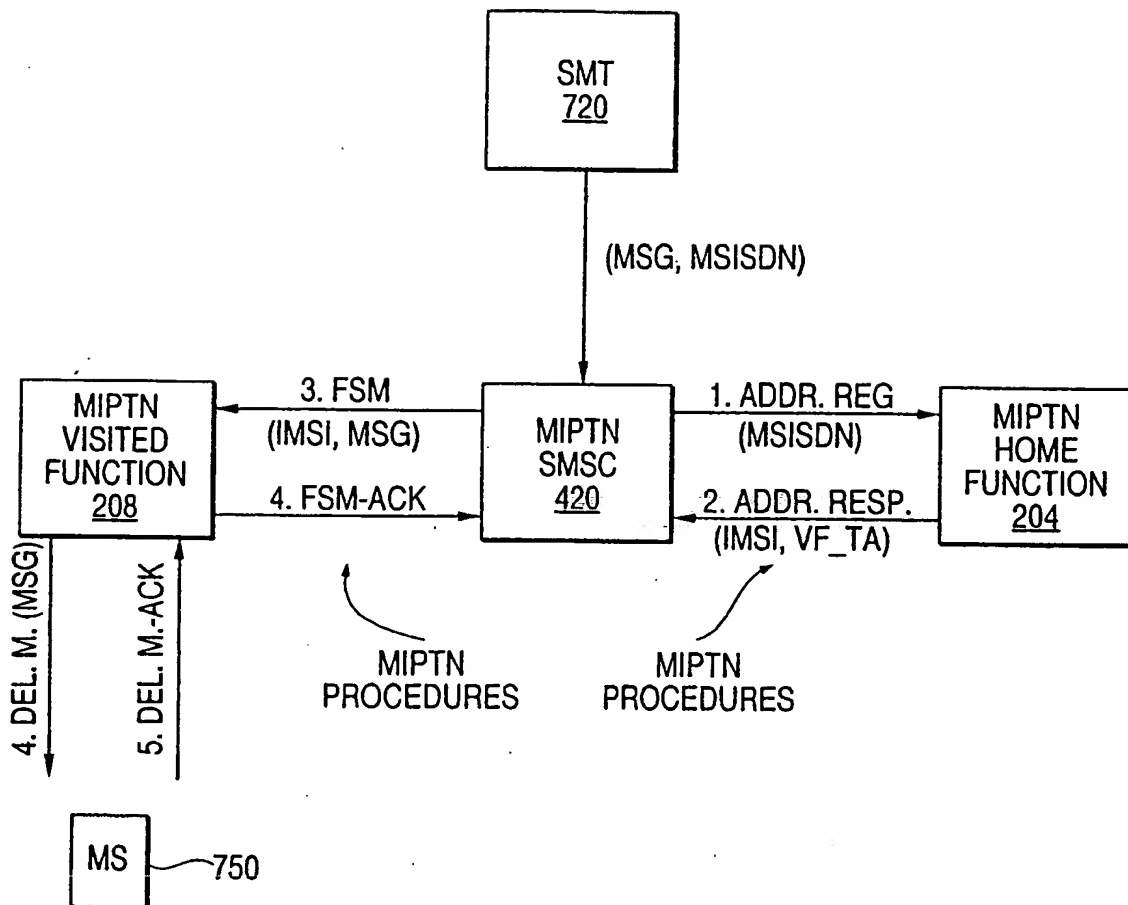 SMT
720
(MSG, MSISDN)
MIPTN
VISITED
FUNCTION
208
3. FSM
(IMSI, MSG)
4. FSM-ACK
MIPTN
SMSC
420
1. ADDR. REG
(MSISDN)
2. ADDR. RESP.
(IMSI, VF_TA)
MIPTN
HOME
FUNCTION
204
4. DEL. M. (MSG)
5. DEL. M.-ACK
MIPTN
PROCEDURES
MIPTN
PROCEDURES
MS
750